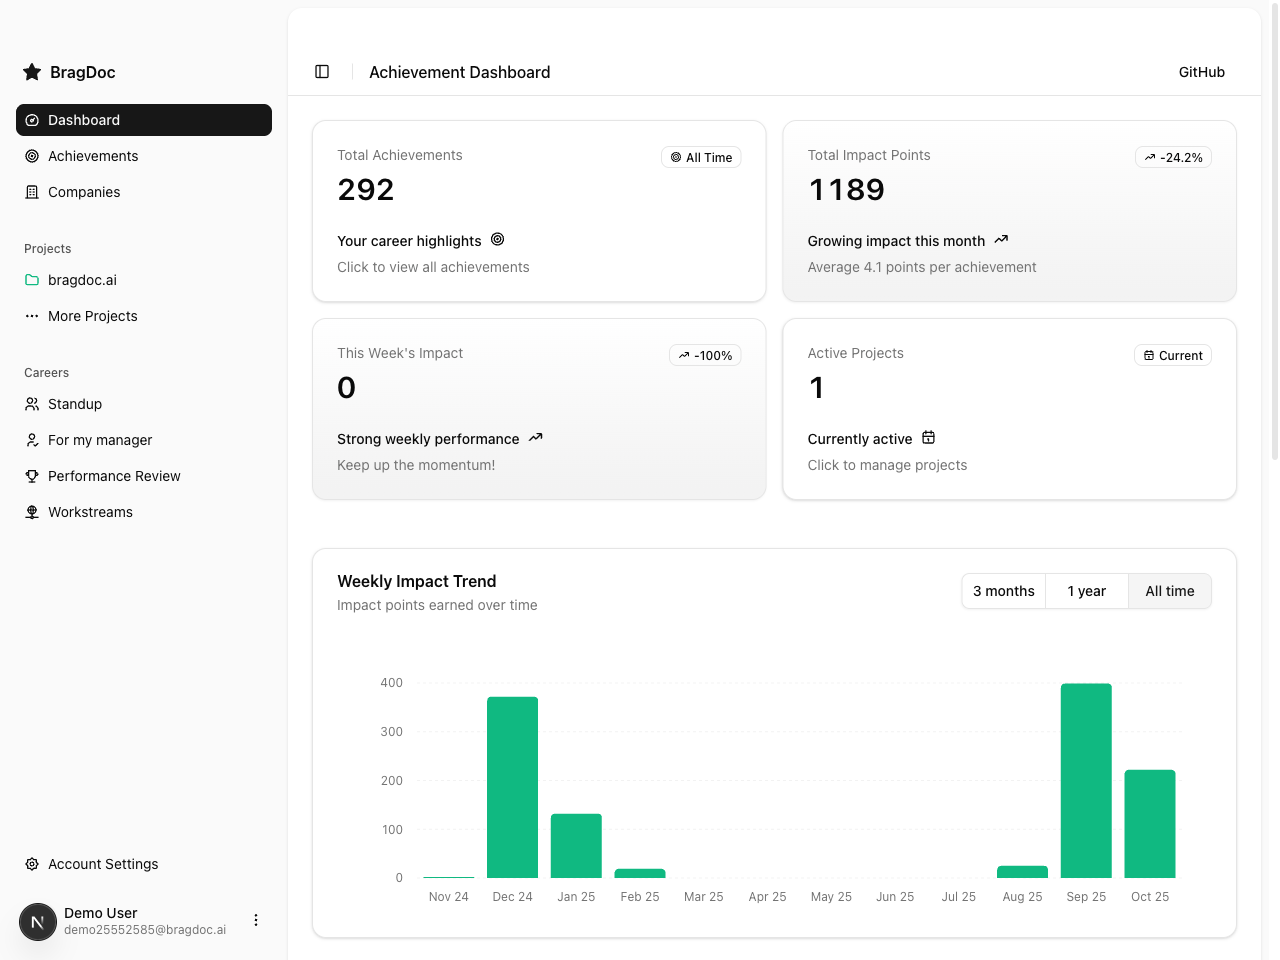 BragDoc
Dashboard
Achievements
Companies
Projects
bragdoc.ai
More Projects
Careers
Standup
For my manager
Performance Review
Workstreams
Account Settings
N
Demo User
demo25552585@bragdoc.ai
Achievement Dashboard
GitHub
Total Achievements
All Time
292
Your career highlights
Click to view all achievements
Total Impact Points
-24.2%
1189
Growing impact this month
Average 4.1 points per achievement
This Week's Impact
-100%
0
Strong weekly performance
Keep up the momentum!
Active Projects
Current
1
Currently active
Click to manage projects
Weekly Impact Trend
Impact points earned over time
3 months 1 year All time
400
300
200
100
0
Nov 24 Dec 24 Jan 25 Feb 25 Mar 25 Apr 25 May 25 Jun 25 Jul 25 Aug 25 Sep 25 Oct 25